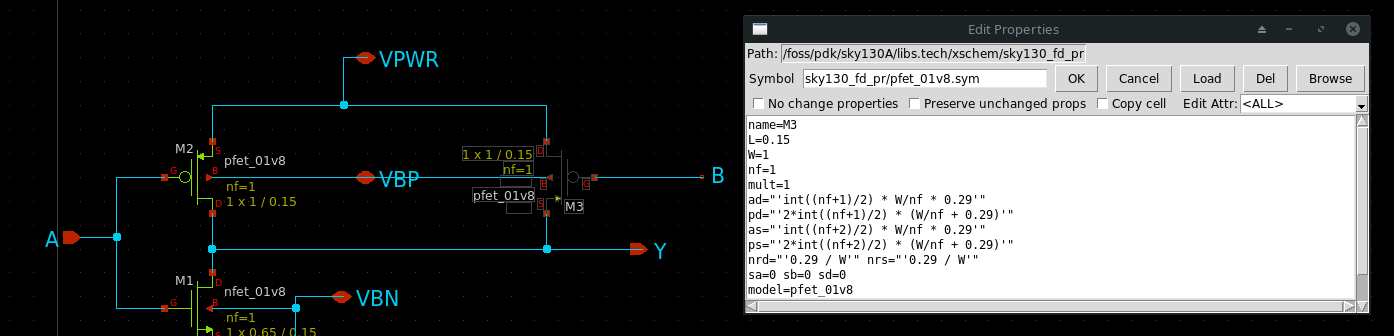 VPWR
M2
S
pfet_01v8
G
B
nf=1
1 x 1 / 0.15
D
VBP
1 x 1 / 0.15
D
nf=1
B
G
pfet_01v8
S
M3
B
A
Y
M1
D
nfet_01v8
G
B
VBN
nf=1
1 x 0.65 / 0.15
S
Edit Properties
Path: /foss/pdk/sky130A/libs.tech/xschem/sky130_fd_pr
Symbol sky130_fd_pr/pfet_01v8.sym OK Cancel Load Del Browse
No change properties Preserve unchanged props Copy cell Edit Attr: <ALL>
name=M3
L=0.15
W=1
nf=1
mult=1
ad="'int((nf+1)/2) * W/nf * 0.29'"
pd="'2*int((nf+1)/2) * (W/nf + 0.29)'"
as="'int((nf+2)/2) * W/nf * 0.29'"
ps="'2*int((nf+2)/2) * (W/nf + 0.29)'"
nrd="'0.29 / W'" nrs="'0.29 / W'"
sa=0 sb=0 sd=0
model=pfet_01v8